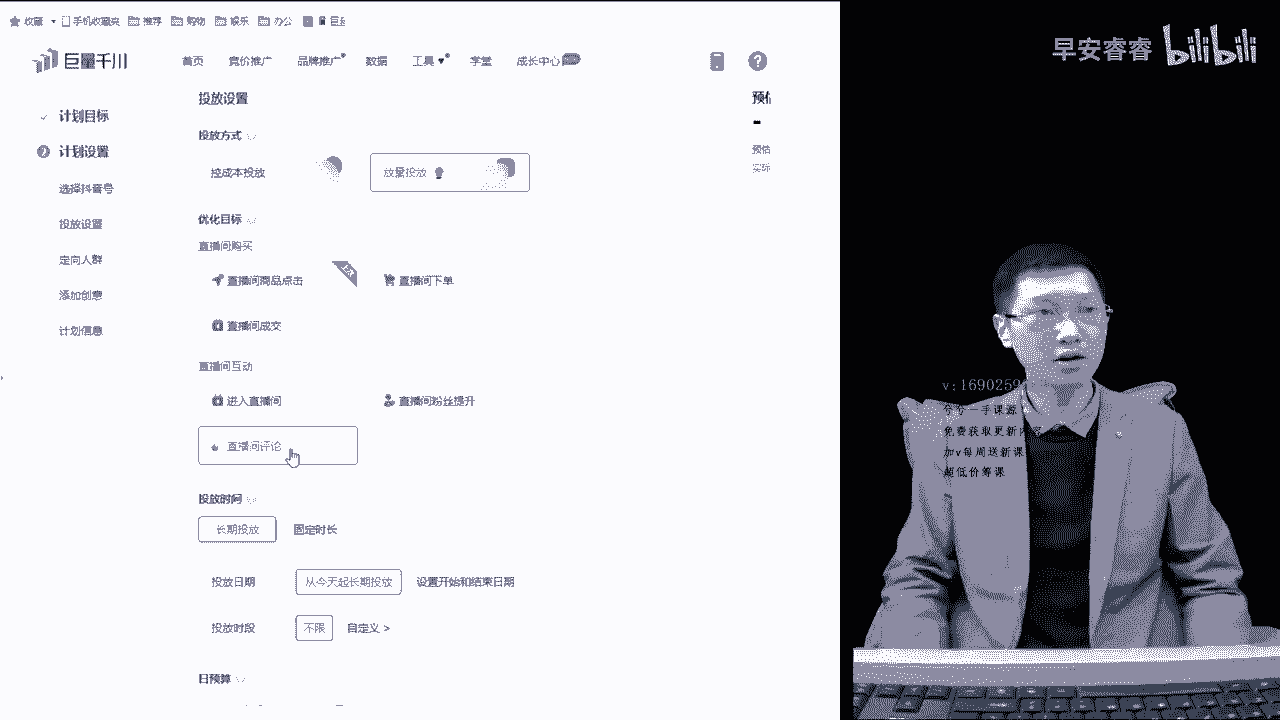 收藏 手机收藏夹 推荐 购物 娱乐 办公 巨量
巨量千川
首页 竞价推广 品牌推广 数据 工具 学堂 成长中心
计划目标
计划设置
选择抖音号
投放设置
定向人群
添加创意
计划信息
投放设置
投放方式
控成本投放 放量投放
优化目标
直播间购买
直播间商品点击 直播间下单
直播间成交
直播间互动
进入直播间 直播间粉丝提升
直播间评论
投放时间
长期投放 固定时长
投放日期 从今天起长期投放 设置开始和结束日期
投放时段 不限 自定义 >
日预算
预估
预估
实际
早安睿睿 bilibili
v:1690259
兮兮一手课源
免费获取更新内容
加v每周送新课
超低价筹课